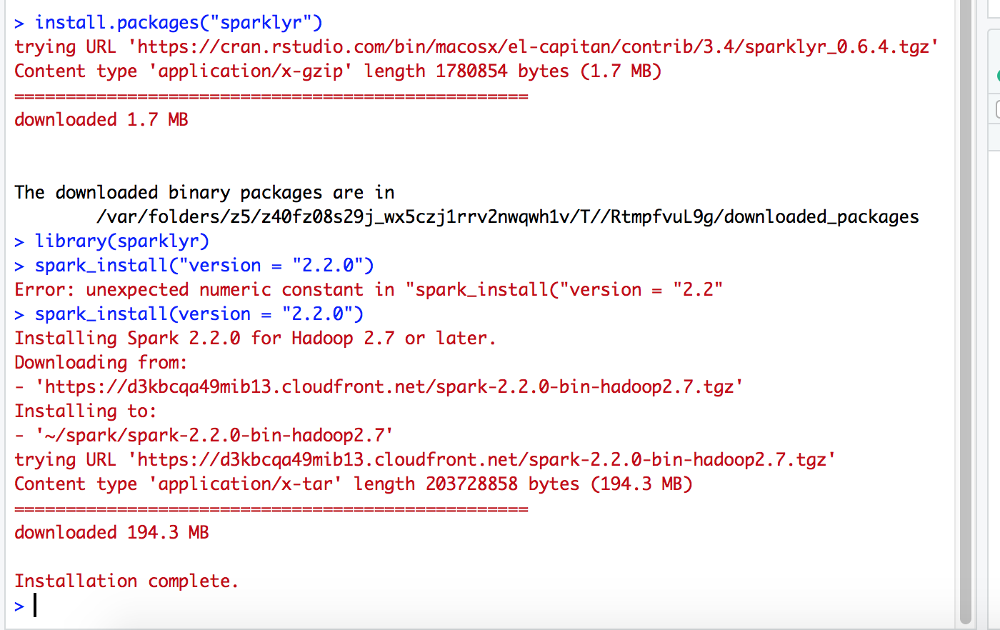 > install.packages("sparklyr")
trying URL 'https://cran.rstudio.com/bin/macosx/el-capitan/contrib/3.4/sparklyr_0.6.4.tgz'
Content type 'application/x-gzip' length 1780854 bytes (1.7 MB)
==================================================
downloaded 1.7 MB
The downloaded binary packages are in
/var/folders/z5/z40fz08s29j_wx5czj1rrv2nwqwh1v/T//RtmpfvuL9g/downloaded_packages
> library(sparklyr)
> spark_install("version = "2.2.0")
Error: unexpected numeric constant in "spark_install("version = "2.2"
> spark_install(version = "2.2.0")
Installing Spark 2.2.0 for Hadoop 2.7 or later.
Downloading from:
- 'https://d3kbcqa49mib13.cloudfront.net/spark-2.2.0-bin-hadoop2.7.tgz'
Installing to:
- '~/spark/spark-2.2.0-bin-hadoop2.7'
trying URL 'https://d3kbcqa49mib13.cloudfront.net/spark-2.2.0-bin-hadoop2.7.tgz'
Content type 'application/x-tar' length 203728858 bytes (194.3 MB)
==================================================
downloaded 194.3 MB
Installation complete.
>